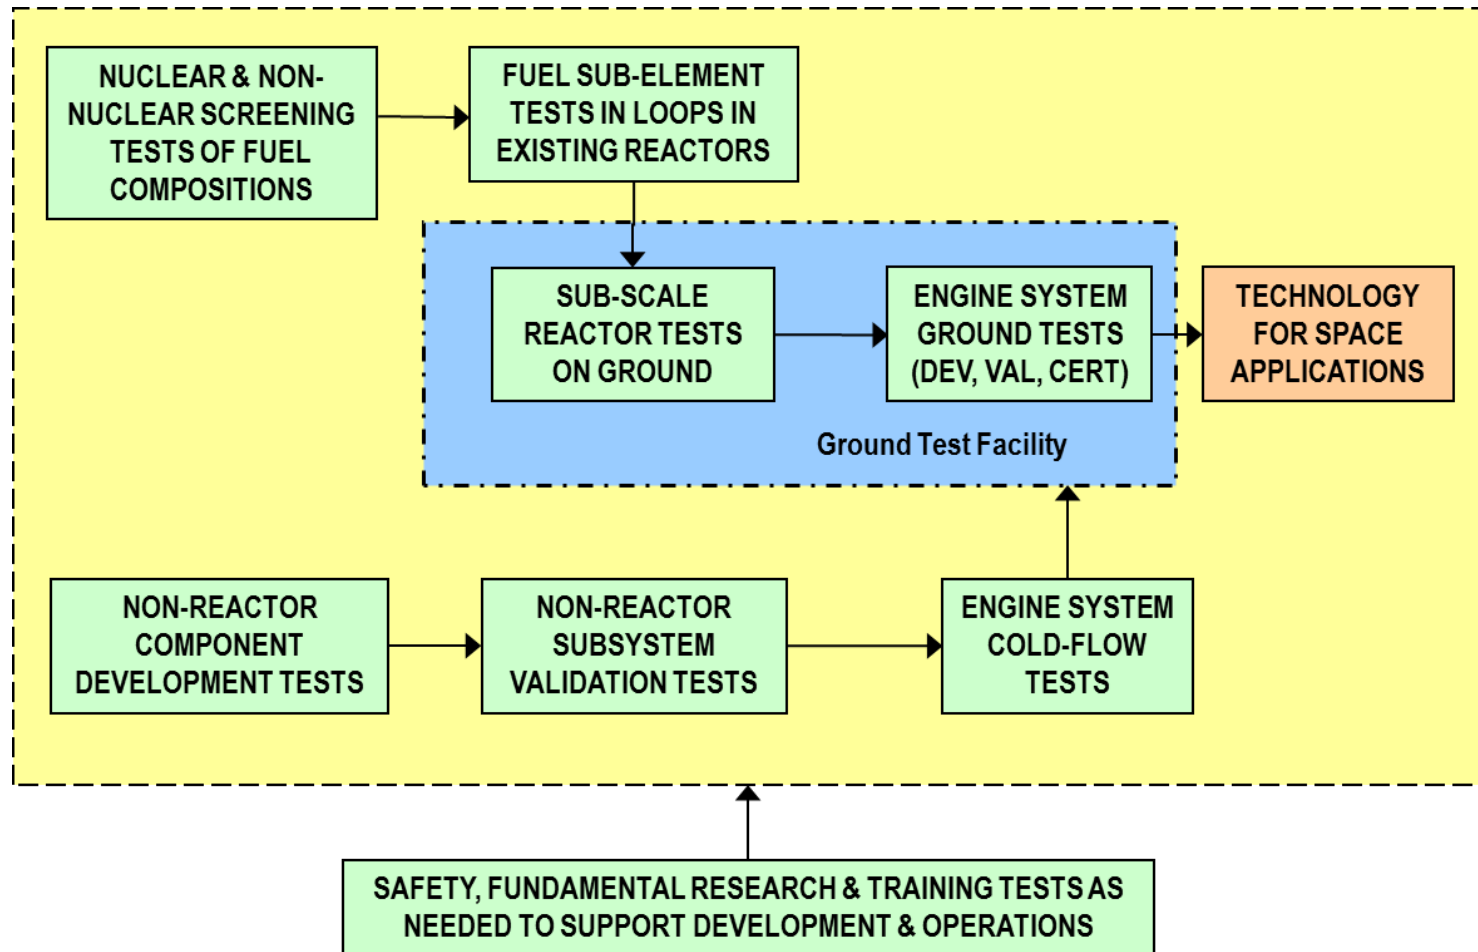 NUCLEAR & NON-
NUCLEAR SCREENING
TESTS OF FUEL
COMPOSITIONS
FUEL SUB-ELEMENT
TESTS IN LOOPS IN
EXISTING REACTORS
SUB-SCALE
REACTOR TESTS
ON GROUND
ENGINE SYSTEM
GROUND TESTS
(DEV, VAL, CERT)
TECHNOLOGY
FOR SPACE
APPLICATIONS
Ground Test Facility
NON-REACTOR
COMPONENT
DEVELOPMENT TESTS
NON-REACTOR
SUBSYSTEM
VALIDATION TESTS
ENGINE SYSTEM
COLD-FLOW
TESTS
SAFETY, FUNDAMENTAL RESEARCH & TRAINING TESTS AS
NEEDED TO SUPPORT DEVELOPMENT & OPERATIONS